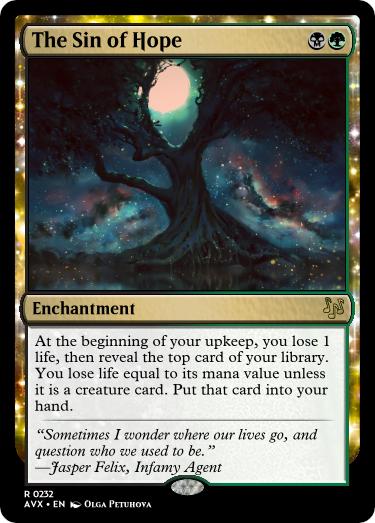 The Sin of Hope
Enchantment
At the beginning of your upkeep, you lose 1
life, then reveal the top card of your library.
You lose life equal to its mana value unless
it is a creature card. Put that card into your
hand.
“Sometimes I wonder where our lives go, and
question who we used to be.”
—Jasper Felix, Infamy Agent
R 0232
AVX • EN Olga Petuhova